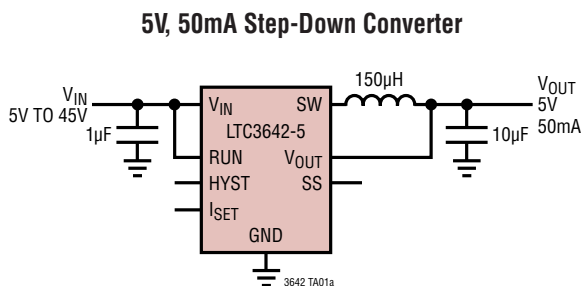 5V, 50mA Step-Down Converter
150µH
VIN
5V TO 45V
1µF
VIN
SW
LTC3642-5
RUN
VOUT
HYST
SS
ISET
GND
VOUT
5V
50mA
10µF
3642 TA01a